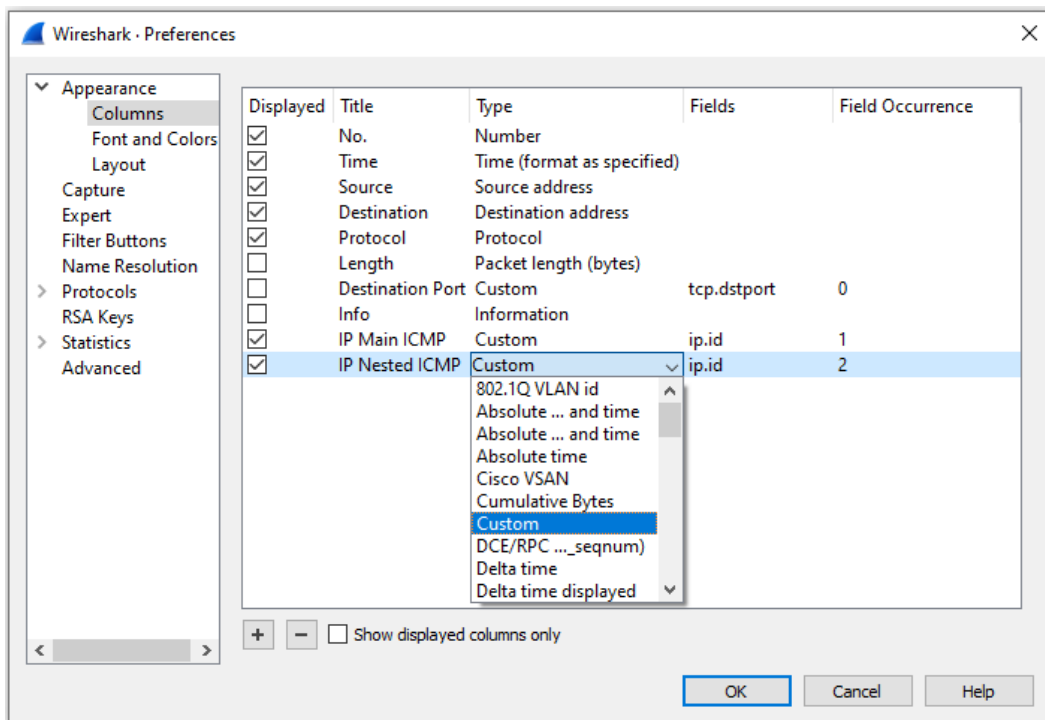 Wireshark · Preferences
Appearance
Columns
Font and Colors
Layout
Capture
Expert
Filter Buttons
Name Resolution
Protocols
RSA Keys
Statistics
Advanced
Displayed Title Type Fields Field Occurrence
No. Number
Time Time (format as specified)
Source Source address
Destination Destination address
Protocol Protocol
Length Packet length (bytes)
Destination Port Custom tcp.dstport 0
Info Information
IP Main ICMP Custom ip.id 1
IP Nested ICMP Custom ip.id 2
802.1Q VLAN id
Absolute ... and time
Absolute ... and time
Absolute time
Cisco VSAN
Cumulative Bytes
Custom
DCE/RPC ..._seqnum)
Delta time
Delta time displayed
Show displayed columns only
OK Cancel Help